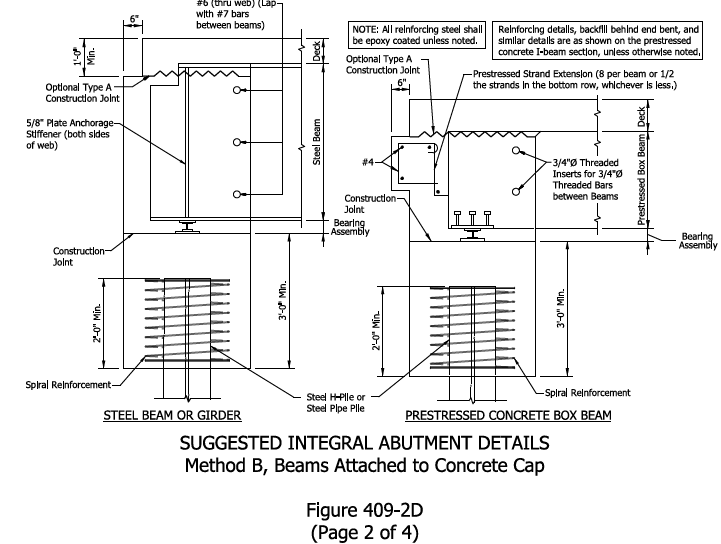 #6 (thru web) (Lap
with #7 bars
between beams)
6"
1'-0"
Min.
Deck
Optional Type A
Construction Joint
5/8" Plate Anchorage
Stiffener (both sides
of web)
Steel Beam
Bearing
Assembly
Construction
Joint
2'-0" Min.
3'-0" Min.
Spiral Reinforcement
Steel H-Pile or
Steel Pipe Pile
STEEL BEAM OR GIRDER
NOTE: All reinforcing steel shall
be epoxy coated unless noted.
Reinforcing details, backfill behind end bent, and
similar details are as shown on the prestressed
concrete I-beam section, unless otherwise noted.
Optional Type A
Construction Joint
6"
Prestressed Strand Extension (8 per beam or 1/2
the strands in the bottom row, whichever is less.)
Deck
#4
3/4"Ø Threaded
Inserts for 3/4"Ø
Threaded Bars
between Beams
Prestressed Box Beam
Construction
Joint
Bearing
Assembly
2'-0" Min.
3'-0" Min.
Spiral Reinforcement
PRESTRESSED CONCRETE BOX BEAM
SUGGESTED INTEGRAL ABUTMENT DETAILS
Method B, Beams Attached to Concrete Cap
Figure 409-2D
(Page 2 of 4)